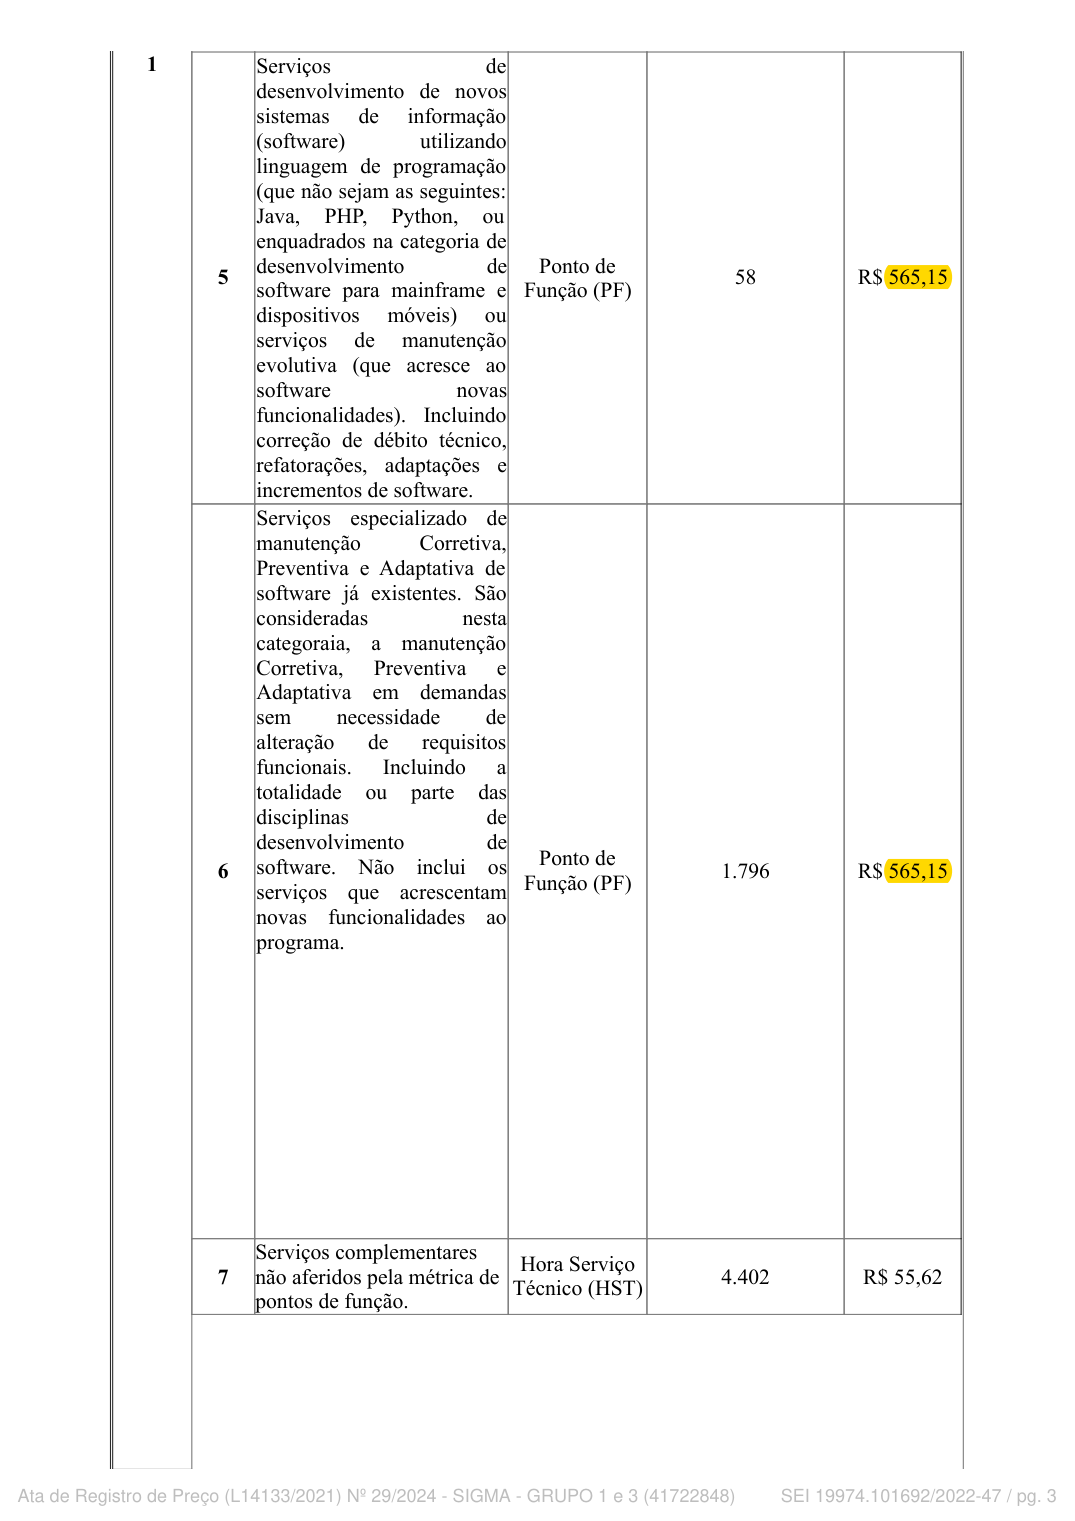 1
Serviços de
desenvolvimento de novos
sistemas de informação
(software) utilizando
linguagem de programação
(que não sejam as seguintes:
Java, PHP, Python, ou
enquadrados na categoria de
desenvolvimento de
software para mainframe e
dispositivos móveis) ou
serviços de manutenção
evolutiva (que acresce ao
software novas
funcionalidades). Incluindo
correção de débito técnico,
refatorações, adaptações e
incrementos de software.
5
Ponto de
Função (PF)
58
R$ 565,15
Serviços especializado de
manutenção Corretiva,
Preventiva e Adaptativa de
software já existentes. São
consideradas nesta
categoraia, a manutenção
Corretiva, Preventiva e
Adaptativa em demandas
sem necessidade de
alteração de requisitos
funcionais. Incluindo a
totalidade ou parte das
disciplinas de
desenvolvimento de
software. Não inclui os
serviços que acrescentam
novas funcionalidades ao
programa.
6
Ponto de
Função (PF)
1.796
R$ 565,15
7
Serviços complementares
não aferidos pela métrica de
pontos de função.
Hora Serviço
Técnico (HST)
4.402
R$ 55,62
Ata de Registro de Preço (L14133/2021) Nº 29/2024 - SIGMA - GRUPO 1 e 3 (41722848) SEI 19974.101692/2022-47 / pg. 3